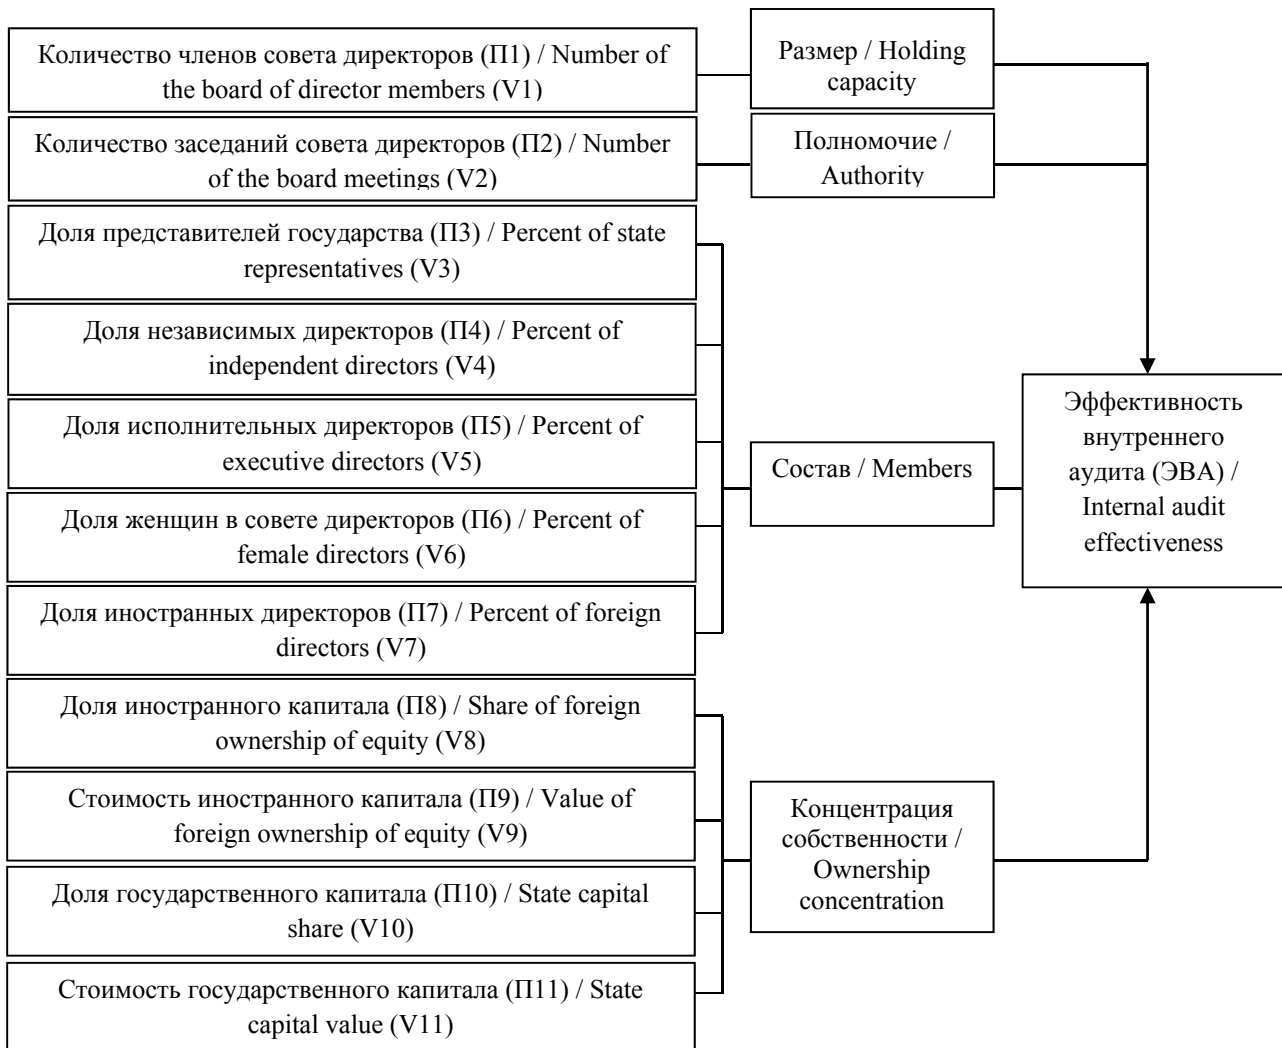 Количество членов совета директоров (П1) / Number of
the board of director members (V1)
Размер / Holding
capacity
Количество заседаний совета директоров (П2) / Number
of the board meetings (V2)
Полномочие /
Authority
Доля представителей государства (П3) / Percent of state
representatives (V3)
Доля независимых директоров (П4) / Percent of
independent directors (V4)
Доля исполнительных директоров (П5) / Percent of
executive directors (V5)
Доля женщин в совете директоров (П6) / Percent of
female directors (V6)
Доля иностранных директоров (П7) / Percent of foreign
directors (V7)
Состав / Members
Эффективность
внутреннего
аудита (ЭВА) /
Internal audit
effectiveness
Доля иностранного капитала (П8) / Share of foreign
ownership of equity (V8)
Стоимость иностранного капитала (П9) / Value of
foreign ownership of equity (V9)
Доля государственного капитала (П10) / State capital
share (V10)
Стоимость государственного капитала (П11) / State
capital value (V11)
Концентрация
собственности /
Ownership
concentration